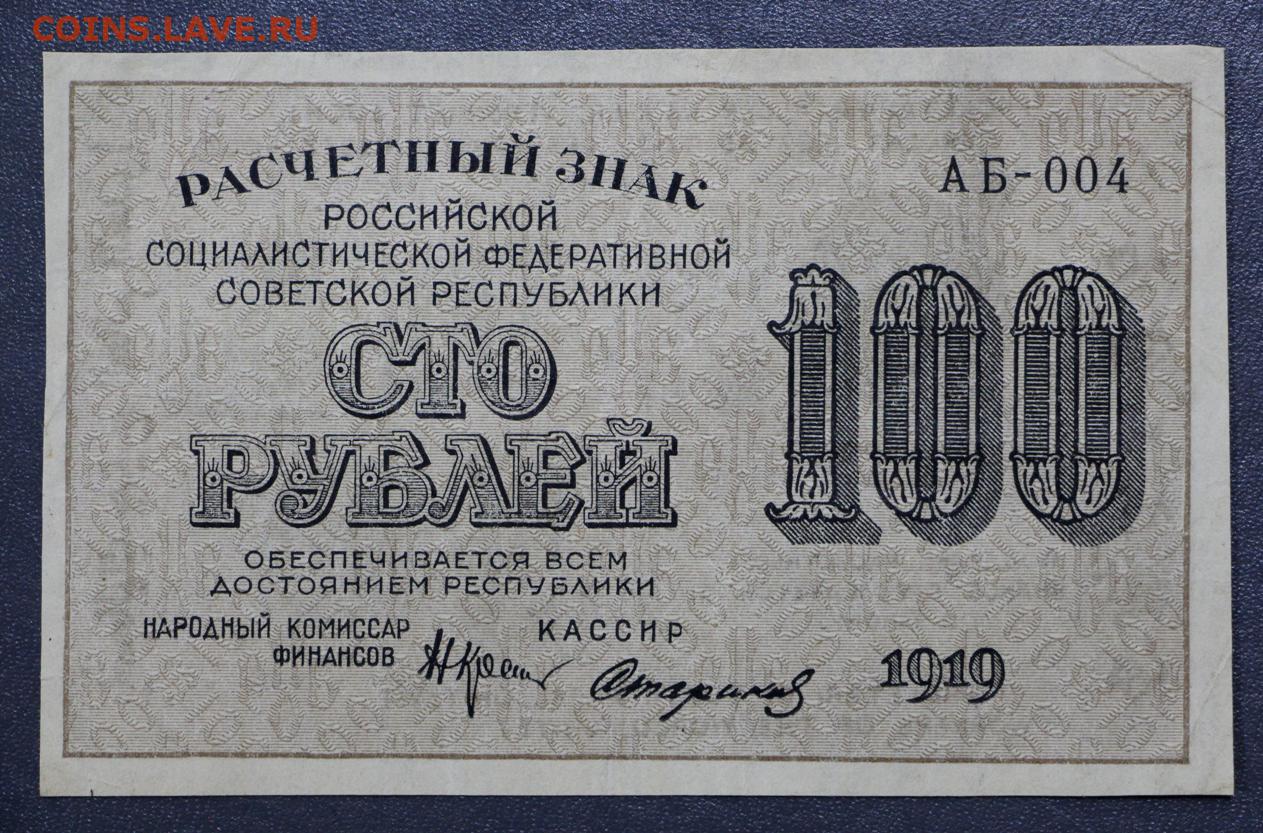 COINS.LAVE.RU
РАСЧЕТНЫЙ ЗНАК
АБ-004
РОССИЙСКОЙ
СОЦИАЛИСТИЧЕСКОЙ ФЕДЕРАТИВНОЙ
СОВЕТСКОЙ РЕСПУБЛИКИ
СТО
РУБЛЕЙ
100
ОБЕСПЕЧИВАЕТСЯ ВСЕМ
ДОСТОЯНИЕМ РЕСПУБЛИКИ
НАРОДНЫЙ КОМИССАР
ФИНАНСОВ
КАССИР
1919